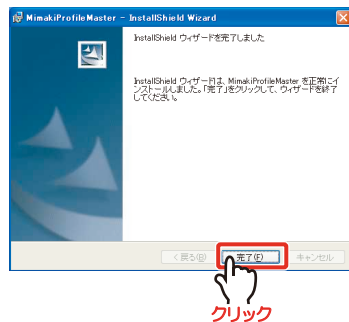 MimakiProfileMaster - InstallShield Wizard
InstallShield ウィザードを完了しました
InstallShield ウィザードは、MimakiProfileMaster を正常にイ
ンストールしました。「完了」をクリックして、ウィザードを終了
してください。
< 戻る(B) 完了(F) キャンセル
クリック